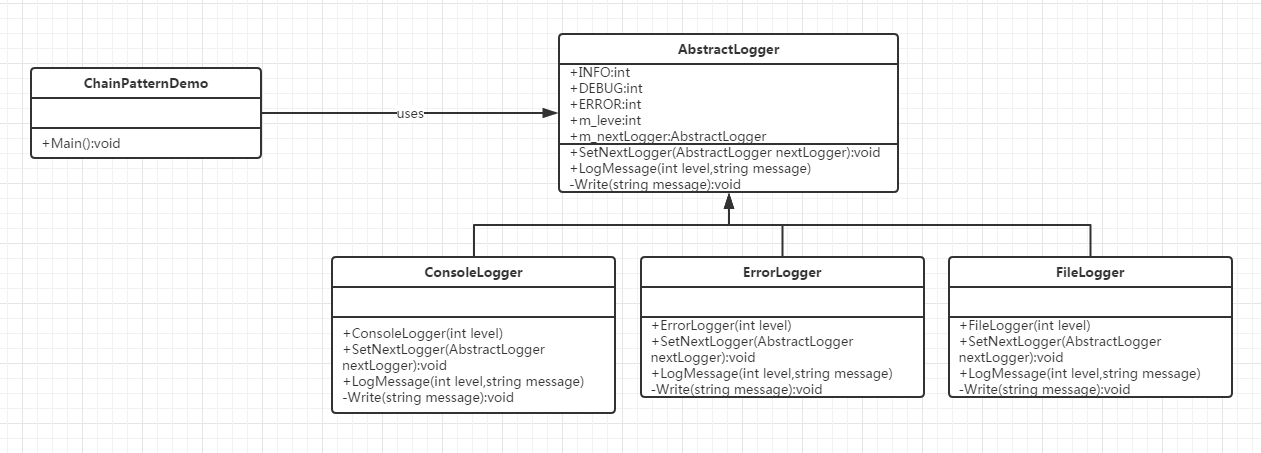 AbstractLogger
+INFO:int
+DEBUG:int
+ERROR:int
+m_leve:int
+m_nextLogger:AbstractLogger
+SetNextLogger(AbstractLogger nextLogger):void
+LogMessage(int level,string message)
-Write(string message):void
ChainPatternDemo
+Main():void
uses
ConsoleLogger
+ConsoleLogger(int level)
+SetNextLogger(AbstractLogger
nextLogger):void
+LogMessage(int level,string message)
-Write(string message):void
ErrorLogger
+ErrorLogger(int level)
+SetNextLogger(AbstractLogger
nextLogger):void
+LogMessage(int level,string message)
-Write(string message):void
FileLogger
+FileLogger(int level)
+SetNextLogger(AbstractLogger
nextLogger):void
+LogMessage(int level,string message)
-Write(string message):void